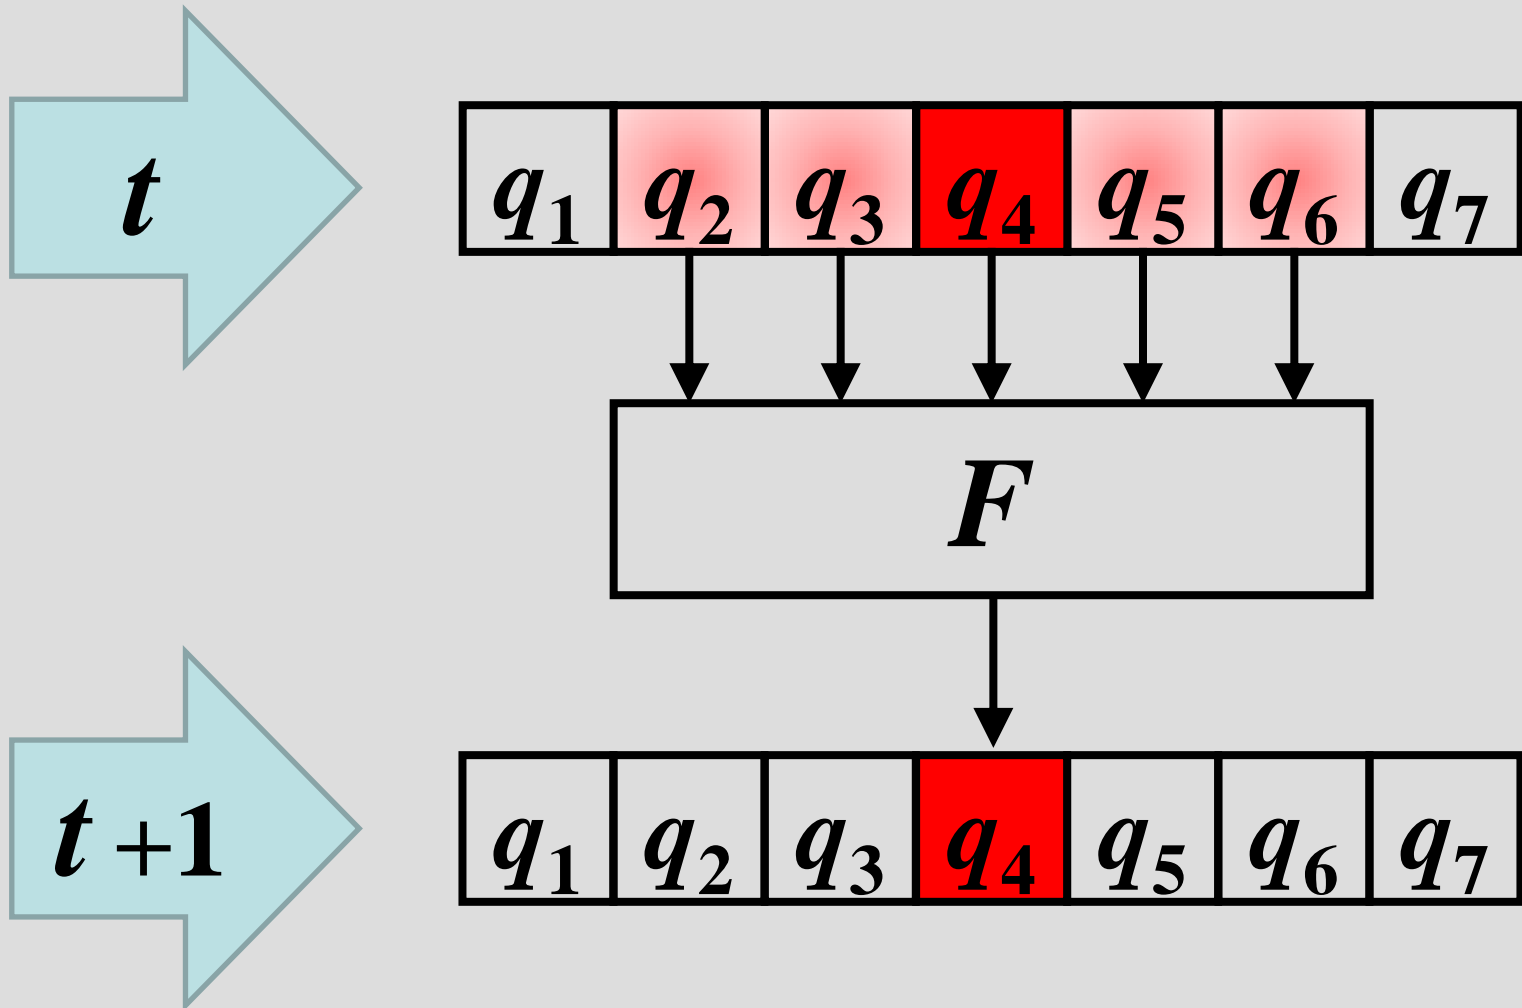 t q₁ q₂ q₃ q₄ q₅ q₆ q₇
F
t +1 q₁ q₂ q₃ q₄ q₅ q₆ q₇